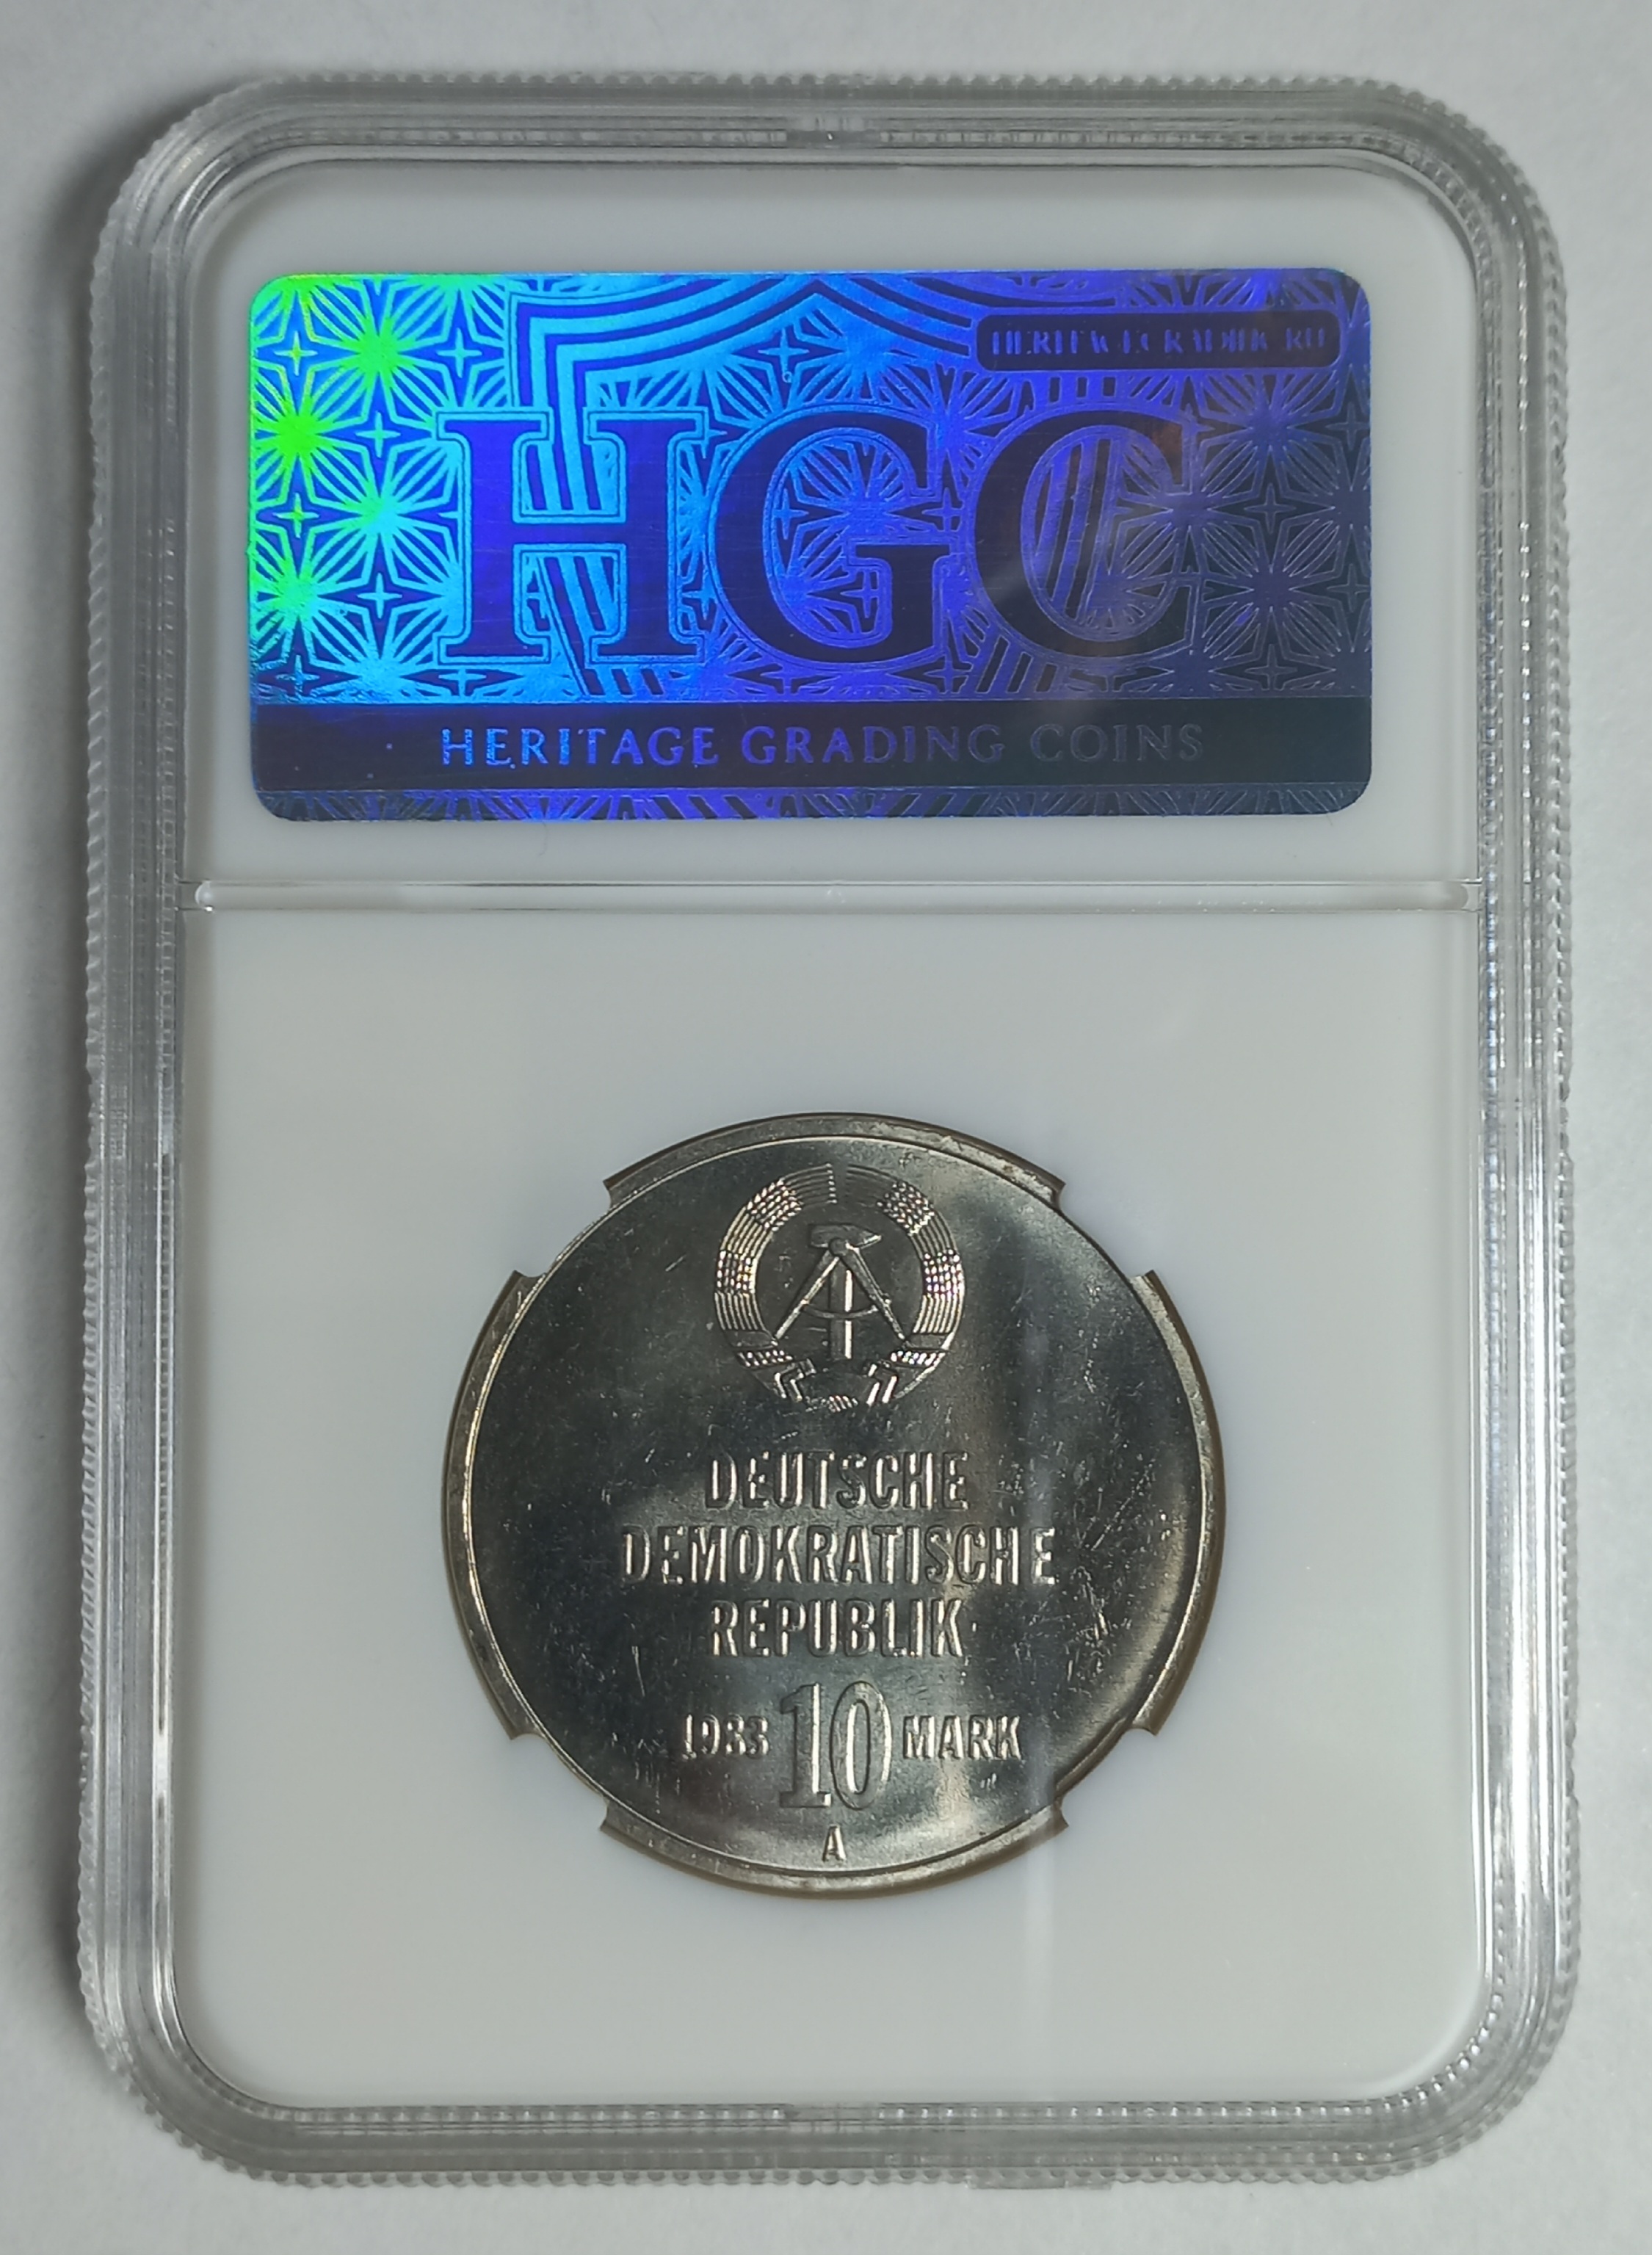 HGC
HERITAGE GRADING COINS
DEUTSCHE
DEMOKRATISCHE
REPUBLIK
1983 10 MARK
A